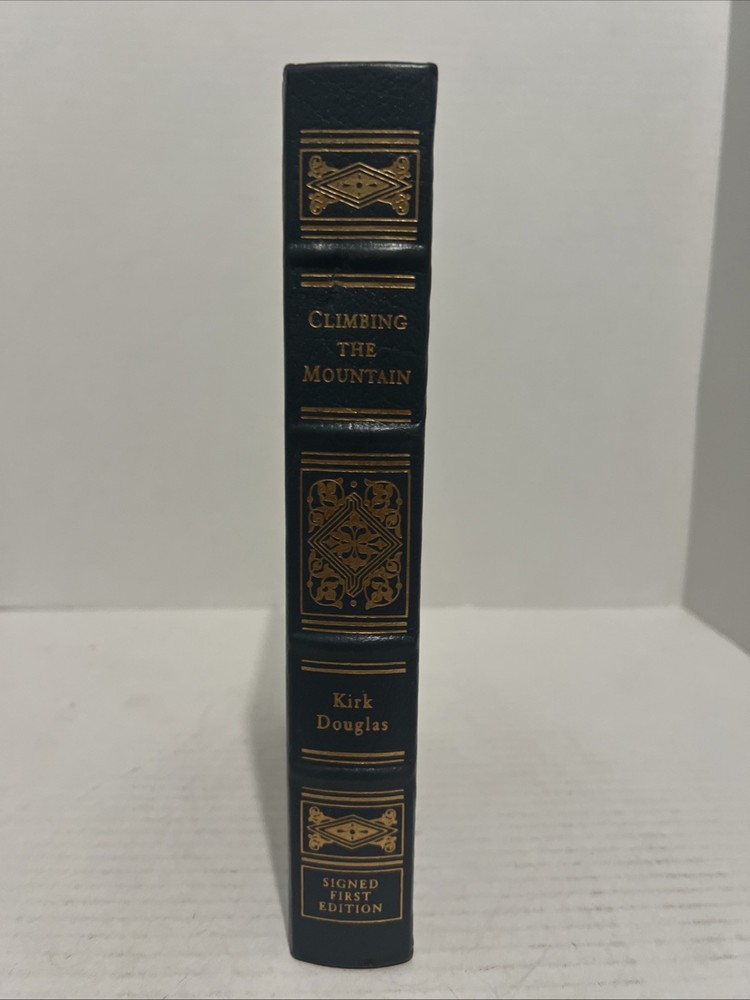 CLIMBING
THE
MOUNTAIN
Kirk
Douglas
SIGNED
FIRST
EDITION